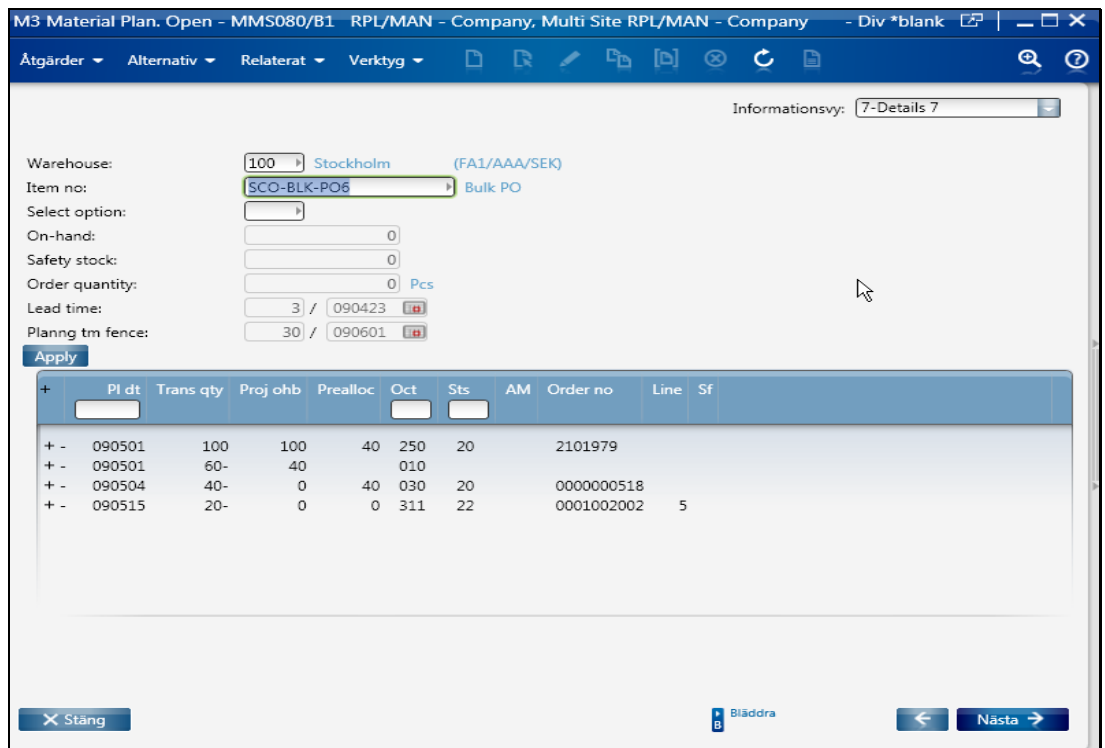 M3 Material Plan. Open - MMS080/B1 RPL/MAN - Company, Multi Site RPL/MAN - Company - Div *blank
Åtgärder Alternativ Relaterat Verktyg
Informationsvy: 7-Details 7
Warehouse: 100 Stockholm (FA1/AAA/SEK)
Item no: SCO-BLK-PO6 Bulk PO
Select option:
On-hand: 0
Safety stock: 0
Order quantity: 0 Pcs
Lead time: 3 / 090423
Planng tm fence: 30 / 090601
Apply
+ Pl dt Trans qty Proj ohb Prealloc Oct Sts AM Order no Line Sf
+ - 090501 100 100 40 250 20 2101979
+ - 090501 60- 40 010
+ - 090504 40- 0 40 030 20 0000000518
+ - 090515 20- 0 0 311 22 0001002002 5
X Stäng B Bläddra Nästa